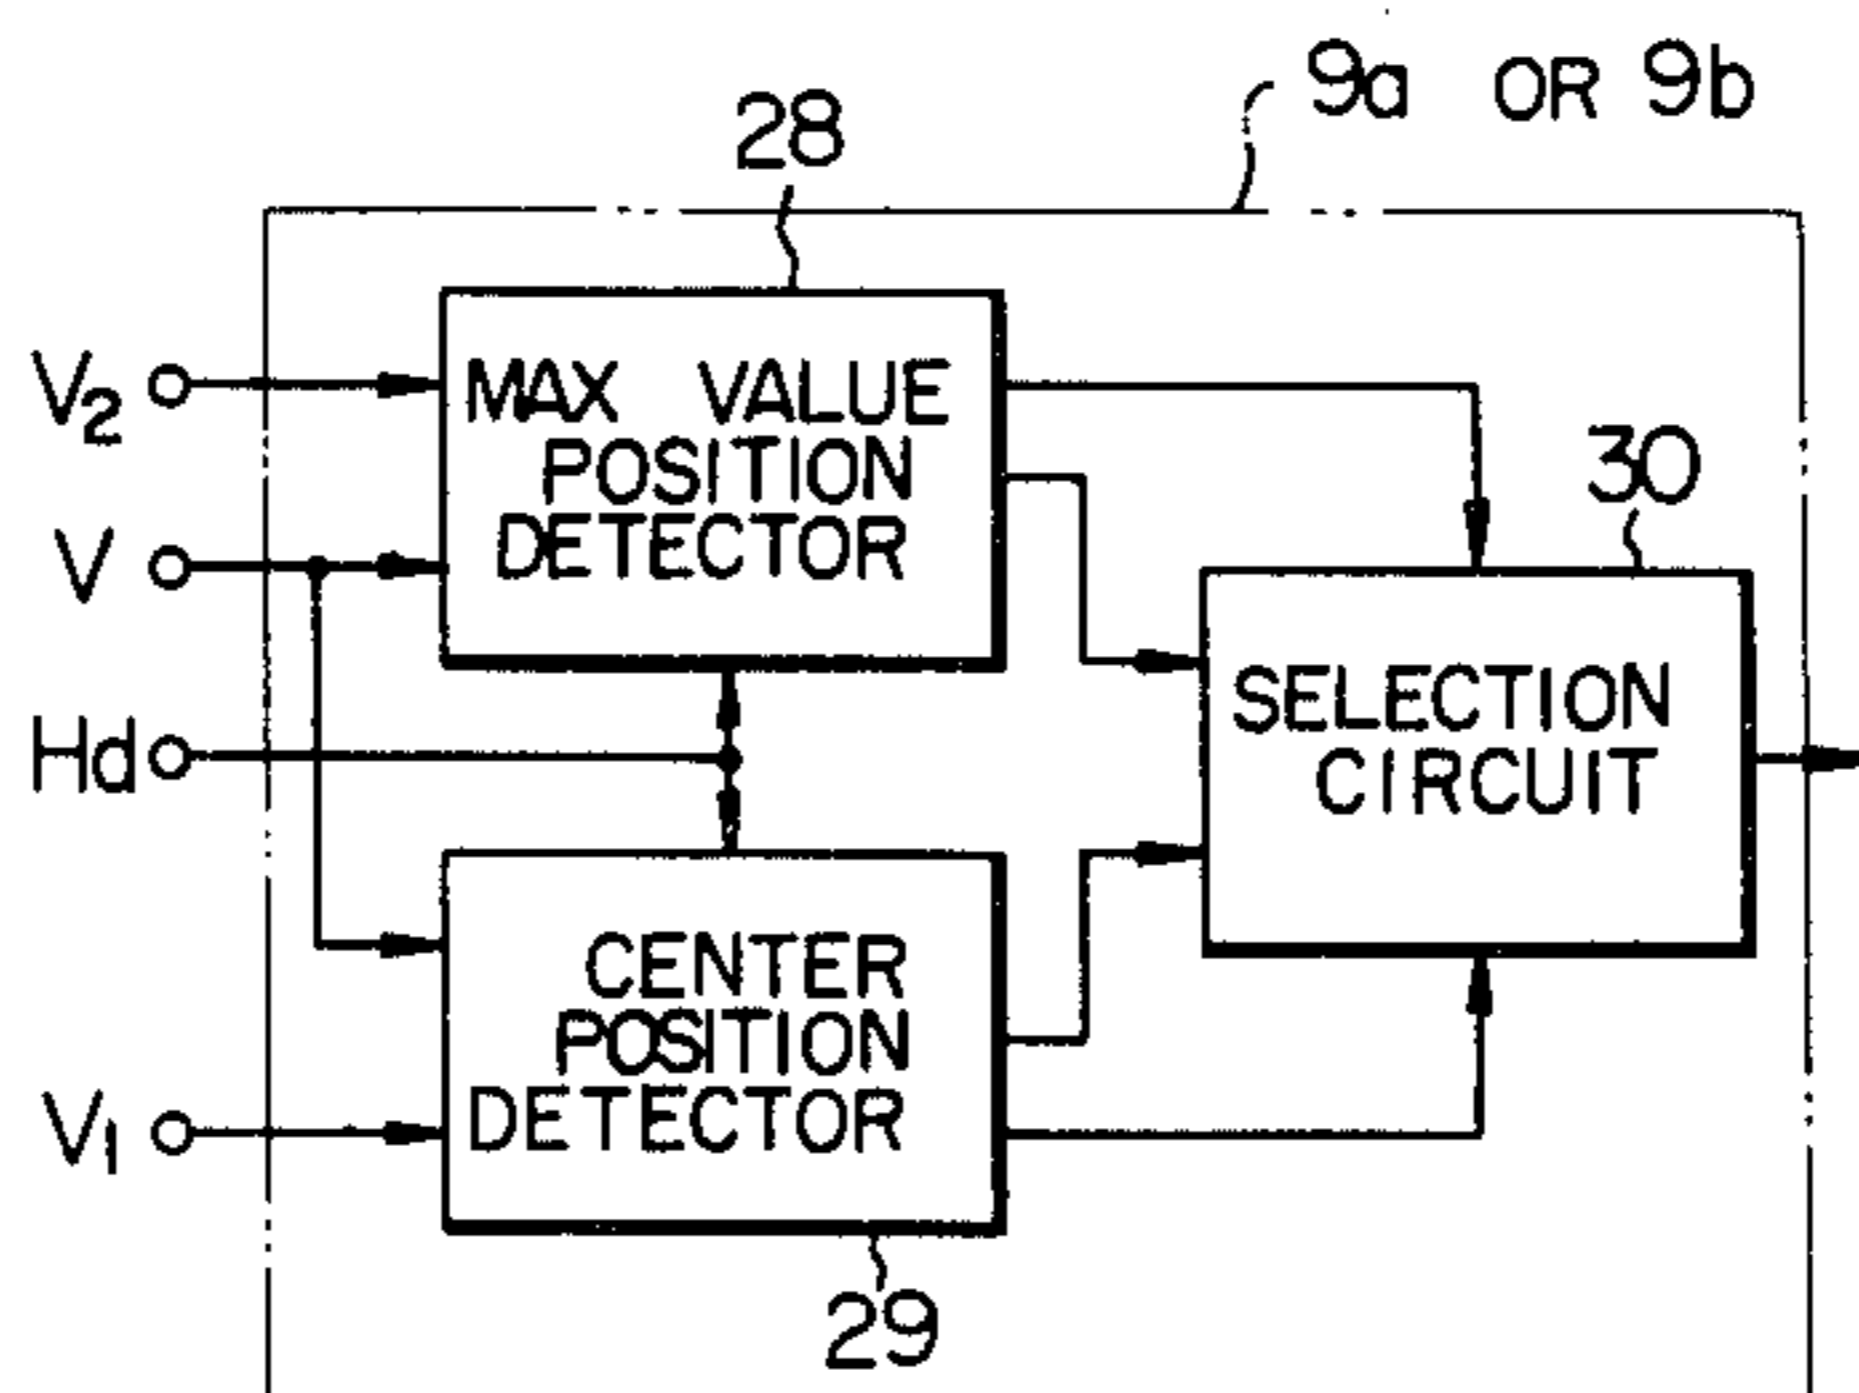 9a OR 9b
28
V2
MAX VALUE
POSITION
DETECTOR
V
30
Hd
SELECTION
CIRCUIT
CENTER
POSITION
DETECTOR
V1
29